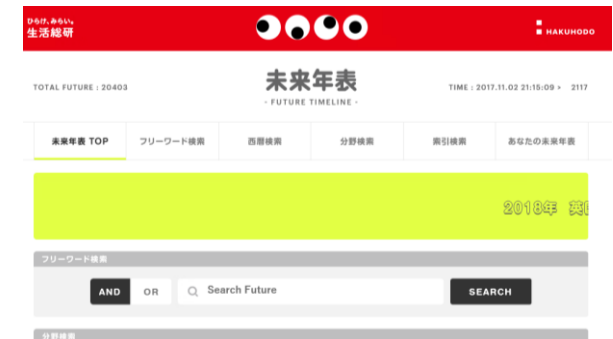 ひらけ、みらい。
生活総研
HAKUHODO
TOTAL FUTURE : 20403
未来年表
- FUTURE TIMELINE -
TIME : 2017.11.02 21:15:09 > 2117
未来年表 TOP
フリーワード検索
西暦検索
分野検索
索引検索
あなたの未来年表
2018年 英
フリーワード検索
AND
OR
Search Future
SEARCH
分野検索